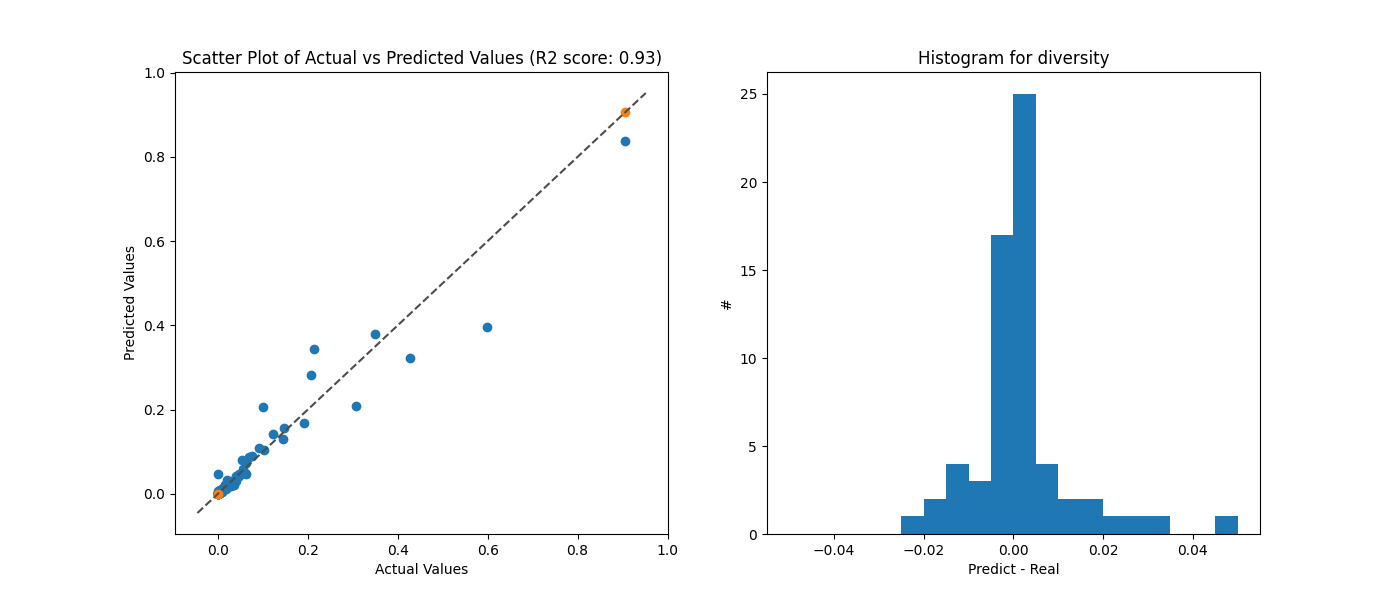 Scatter Plot of Actual vs Predicted Values (R2 score: 0.93)
1.0
0.8
0.6
0.4
0.2
0.0
Predicted Values
0.0 0.2 0.4 0.6 0.8 1.0
Actual Values
Histogram for diversity
25
20
15
10
5
0
#
−0.04 −0.02 0.00 0.02 0.04
Predict - Real